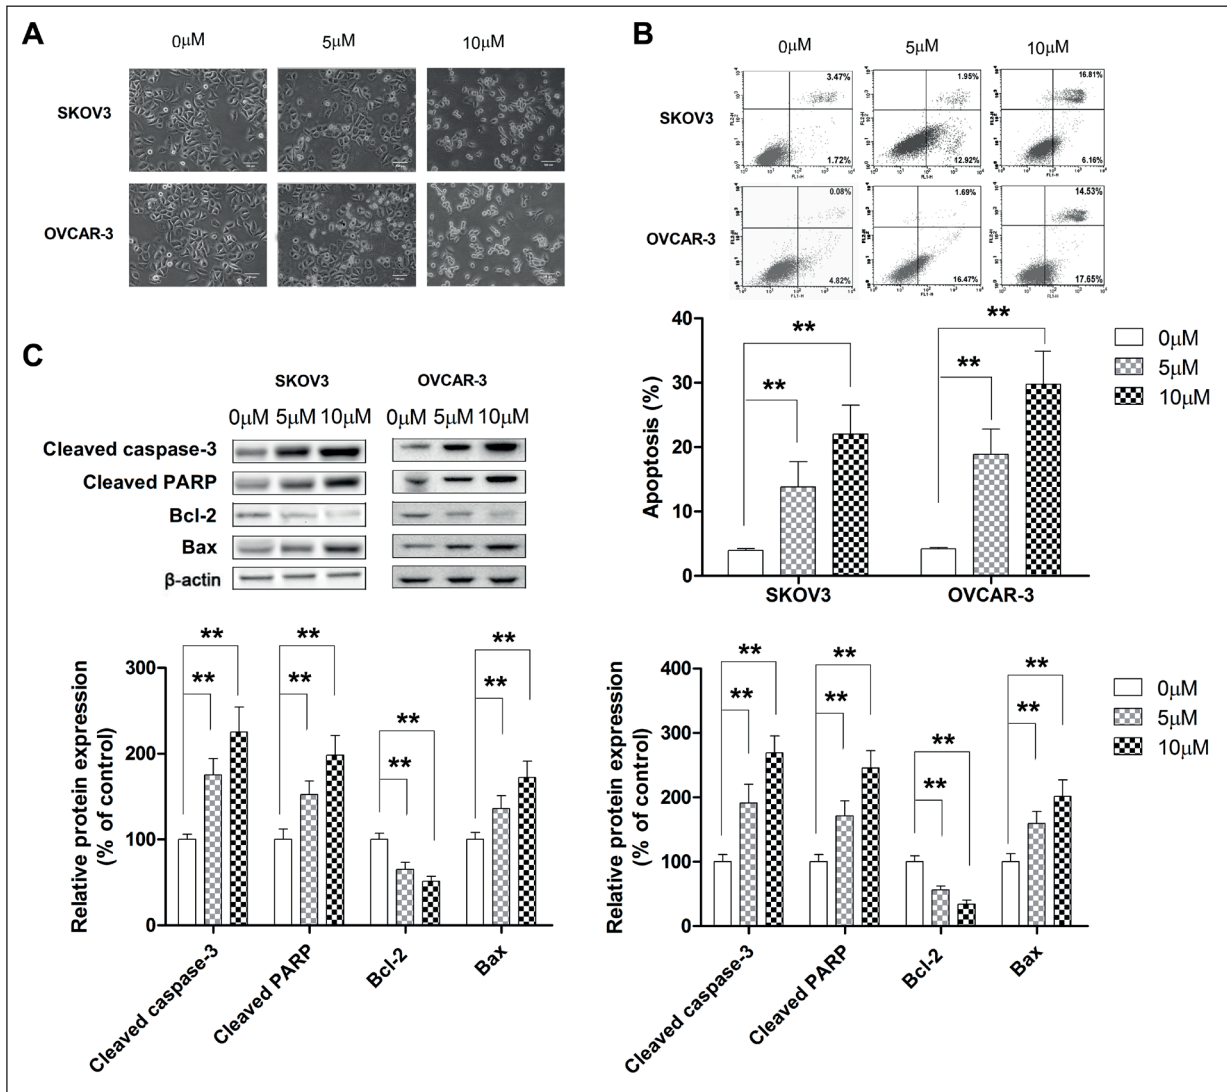 A
0μM 5μM 10μM
SKOV3
OVCAR-3
B
0μM 5μM 10μM
SKOV3
3.47%
1.72%
1.95%
12.92%
16.81%
6.16%
OVCAR-3
0.08%
4.82%
1.69%
16.47%
14.53%
17.65%
FL2-H
FL1-H
Apoptosis (%)
40
30
20
10
0
** ** ** **
SKOV3 OVCAR-3
0μM
5μM
10μM
C
SKOV3 OVCAR-3
0μM 5μM 10μM 0μM 5μM 10μM
Cleaved caspase-3
Cleaved PARP
Bcl-2
Bax
β-actin
Relative protein expression
(% of control)
300
200
100
0
** ** ** ** ** ** ** **
Cleaved caspase-3
Cleaved PARP
Bcl-2
Bax
Relative protein expression
(% of control)
400
300
200
100
0
** ** ** ** ** ** ** **
Cleaved caspase-3
Cleaved PARP
Bcl-2
Bax
0μM
5μM
10μM